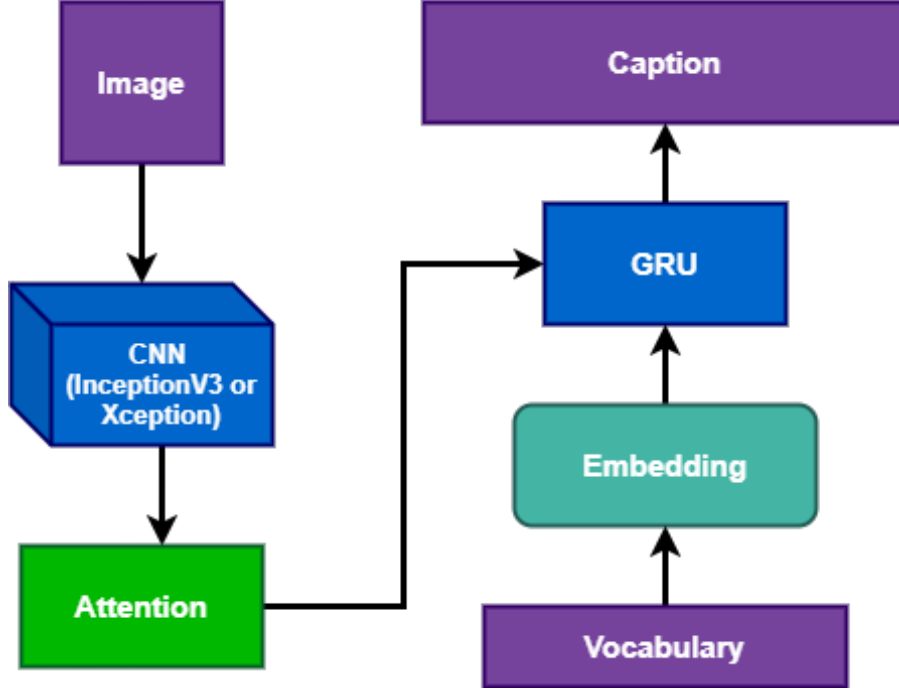 Image
Caption
GRU
CNN
(InceptionV3 or
Xception)
Embedding
Attention
Vocabulary